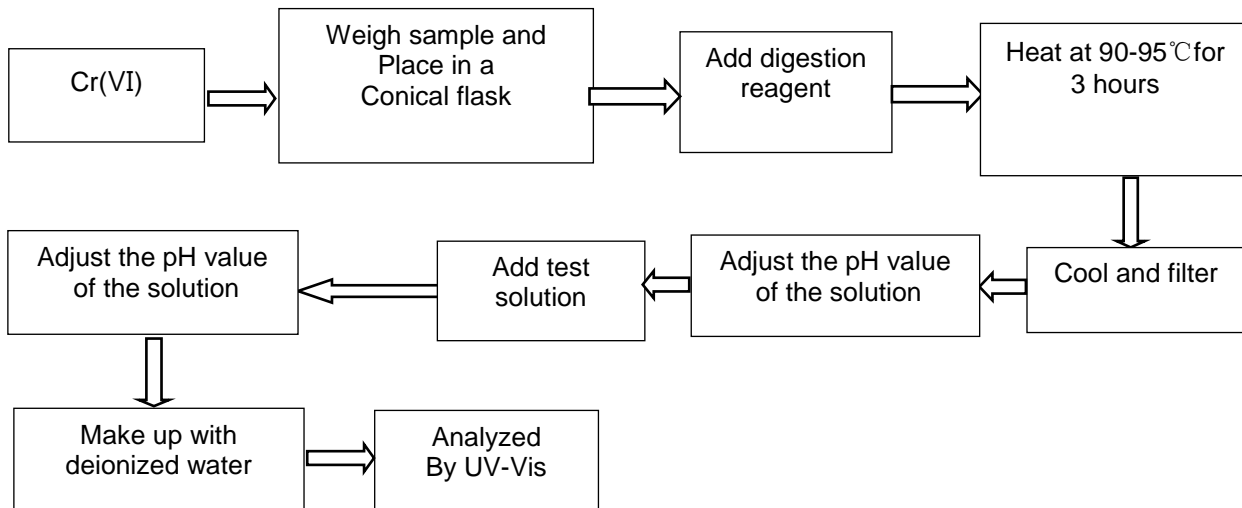 Cr(Ⅵ)
Weigh sample and
Place in a
Conical flask
Add digestion
reagent
Heat at 90-95℃for
3 hours
Cool and filter
Adjust the pH value
of the solution
Add test
solution
Adjust the pH value
of the solution
Make up with
deionized water
Analyzed
By UV-Vis